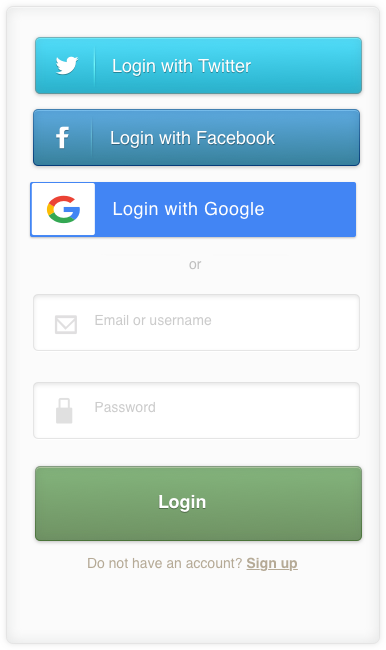 Login with Twitter
Login with Facebook
Login with Google
or
Email or username
Password
Login
Do not have an account? Sign up